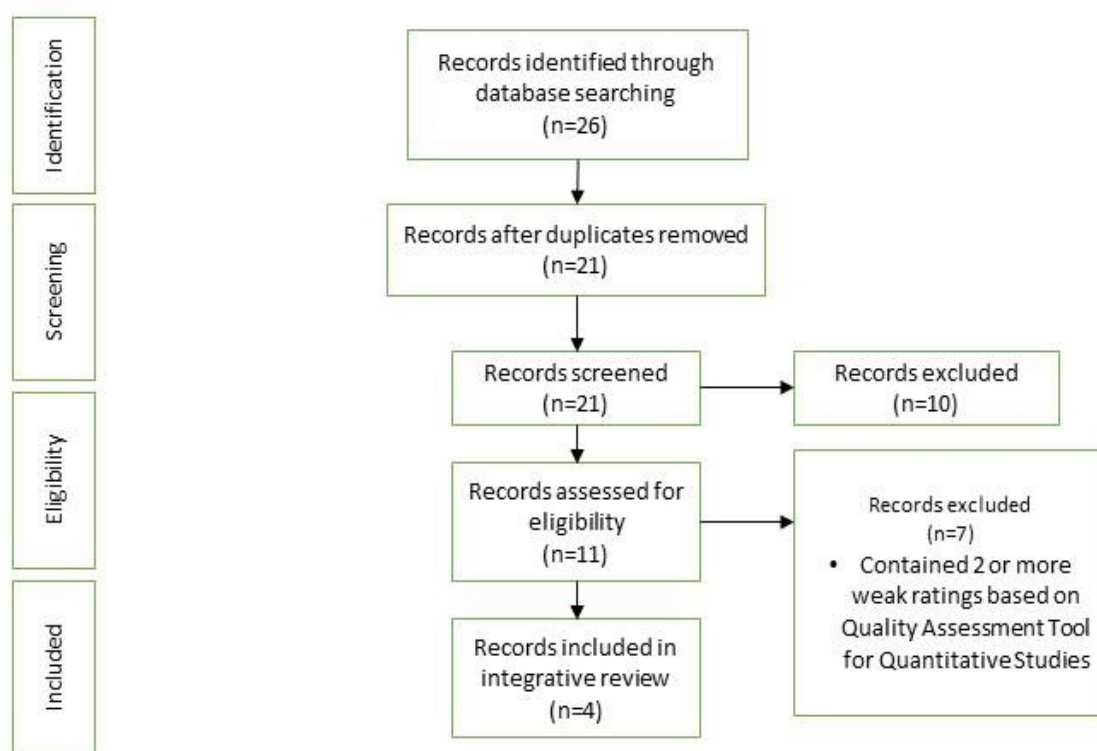 Identification
Records identified through
database searching
(n=26)
Screening
Records after duplicates removed
(n=21)
Records screened
(n=21)
Records excluded
(n=10)
Eligibility
Records assessed for
eligibility
(n=11)
Records excluded
(n=7)
• Contained 2 or more
weak ratings based on
Quality Assessment Tool
for Quantitative Studies
Included
Records included in
integrative review
(n=4)